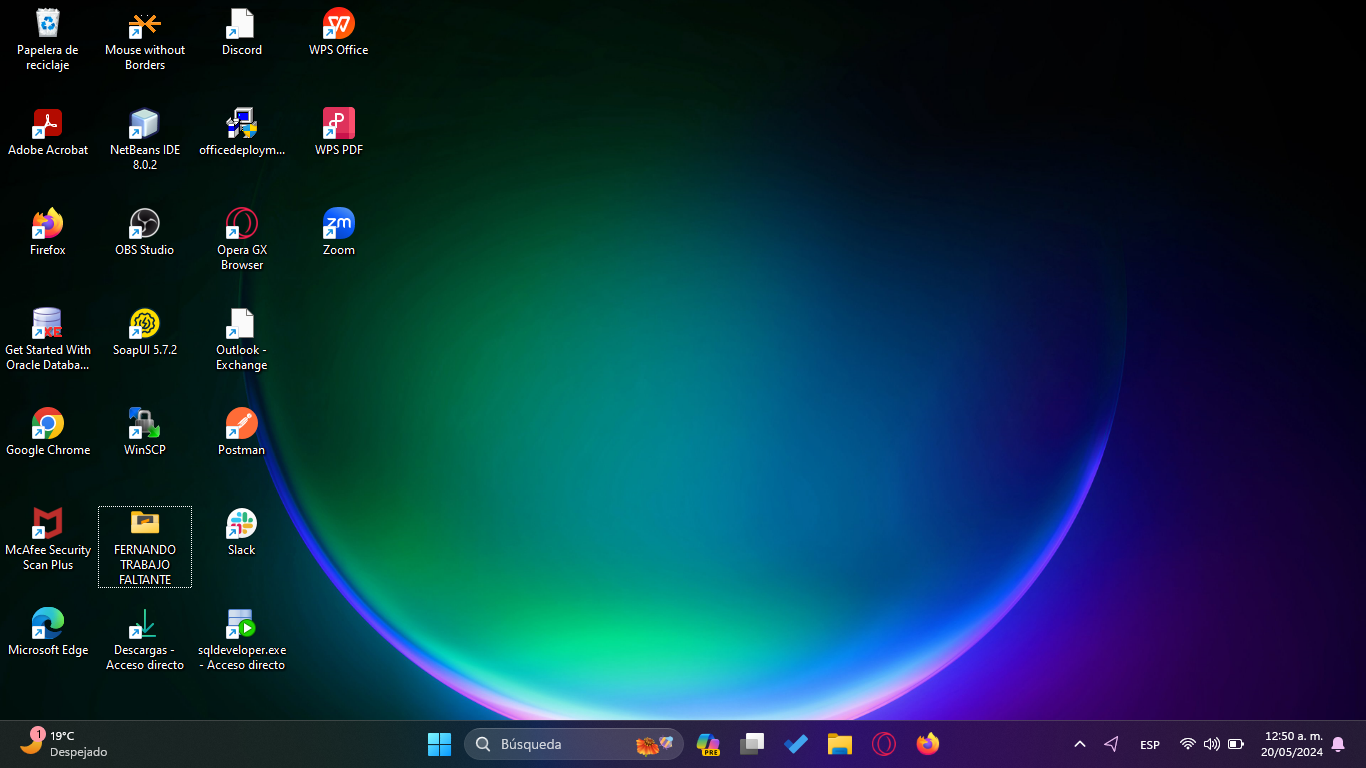 Papelera de
reciclaje
Mouse without
Borders
Discord
WPS Office
Adobe Acrobat
NetBeans IDE
8.0.2
officedeploym...
WPS PDF
Firefox
OBS Studio
Opera GX
Browser
zm
Zoom
XE
Get Started With
Oracle Databa...
SoapUI 5.7.2
Outlook -
Exchange
Google Chrome
WinSCP
Postman
McAfee Security
Scan Plus
FERNANDO
TRABAJO
FALTANTE
Slack
Microsoft Edge
Descargas -
Acceso directo
sqldeveloper.exe
- Acceso directo
1
19°C
Despejado
Búsqueda
PRE
ESP
12:50 a. m.
20/05/2024